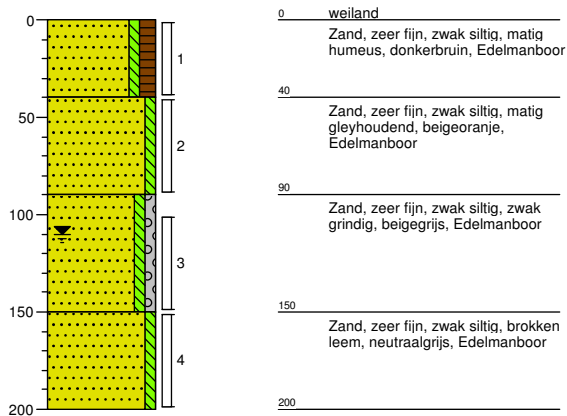 0
50
100
150
200
1
2
3
4
0 weiland
Zand, zeer fijn, zwak siltig, matig
humeus, donkerbruin, Edelmanboor
40
Zand, zeer fijn, zwak siltig, matig
gleyhoudend, beigeoranje,
Edelmanboor
90
Zand, zeer fijn, zwak siltig, zwak
grindig, beigegrijs, Edelmanboor
150
Zand, zeer fijn, zwak siltig, brokken
leem, neutraalgrijs, Edelmanboor
200